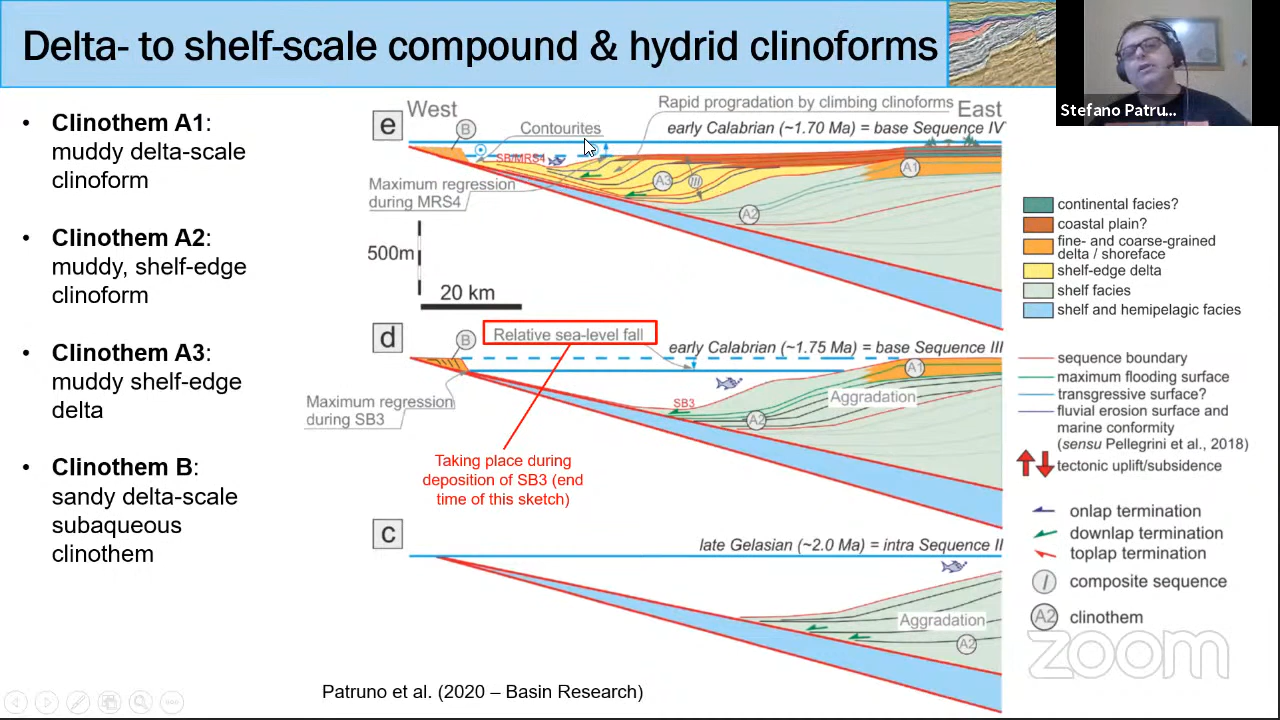 Delta- to shelf-scale compound & hydrid clinoforms
Stefano Patru...
• Clinothem A1:
muddy delta-scale
clinoform
• Clinothem A2:
muddy, shelf-edge
clinoform
• Clinothem A3:
muddy shelf-edge
delta
• Clinothem B:
sandy delta-scale
subaqueous
clinothem
e
West
East
Rapid progradation by climbing clinoforms
Contourites
early Calabrian (~1.70 Ma) = base Sequence IV
B
SB/MRS4
A1
A3
III
A2
Maximum regression
during MRS4
500m
20 km
d
B
Relative sea-level fall
early Calabrian (~1.75 Ma) = base Sequence III
A1
Aggradation
SB3
A2
Maximum regression
during SB3
Taking place during
deposition of SB3 (end
time of this sketch)
c
late Gelasian (~2.0 Ma) = intra Sequence II
Aggradation
A2
continental facies?
coastal plain?
fine- and coarse-grained
delta / shoreface
shelf-edge delta
shelf facies
shelf and hemipelagic facies
sequence boundary
maximum flooding surface
transgressive surface?
fluvial erosion surface and
marine conformity
(sensu Pellegrini et al., 2018)
tectonic uplift/subsidence
onlap termination
downlap termination
toplap termination
I composite sequence
A2 clinothem
zoom
Patruno et al. (2020 – Basin Research)